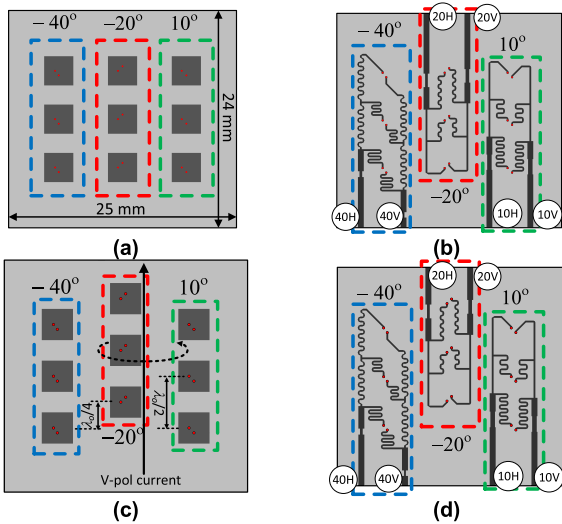 − 40° −20° 10°
24 mm
25 mm
(a)
20H 20V
− 40°
10°
−20°
40H 40V 10H 10V
(b)
− 40° 10°
λ₀/4
λ₀/2
−20°
V-pol current
(c)
20H 20V
− 40°
10°
−20°
40H 40V 10H 10V
(d)